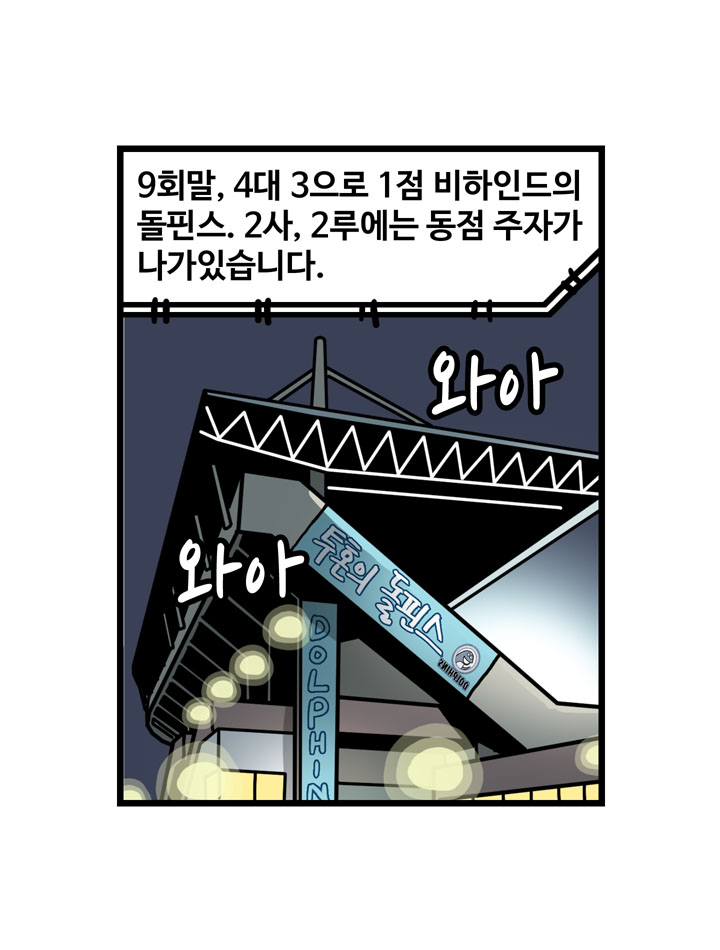 9회말, 4대 3으로 1점 비하인드의
돌핀스. 2사, 2루에는 동점 주자가
나가있습니다.
와아
와아
투혼의 돌핀스
DOLPHINS
DOLPHIN